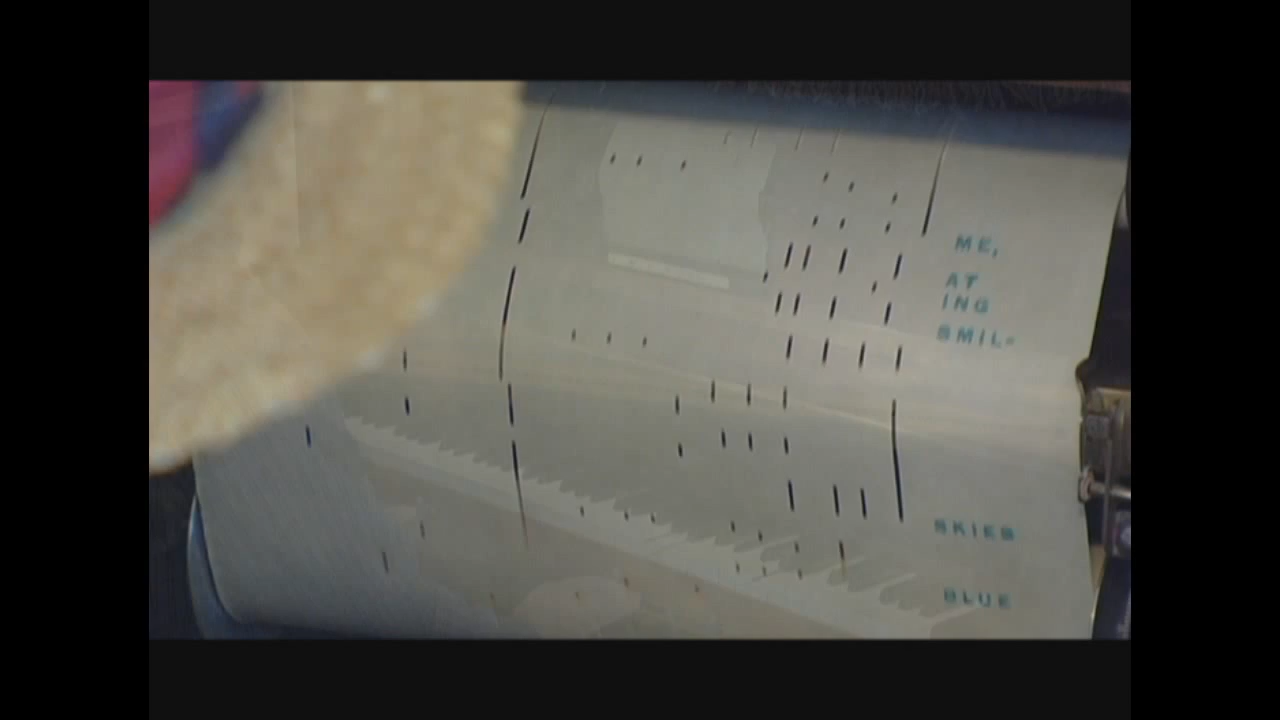 ME,
AT
ING
SMIL-
SKIES
BLUE